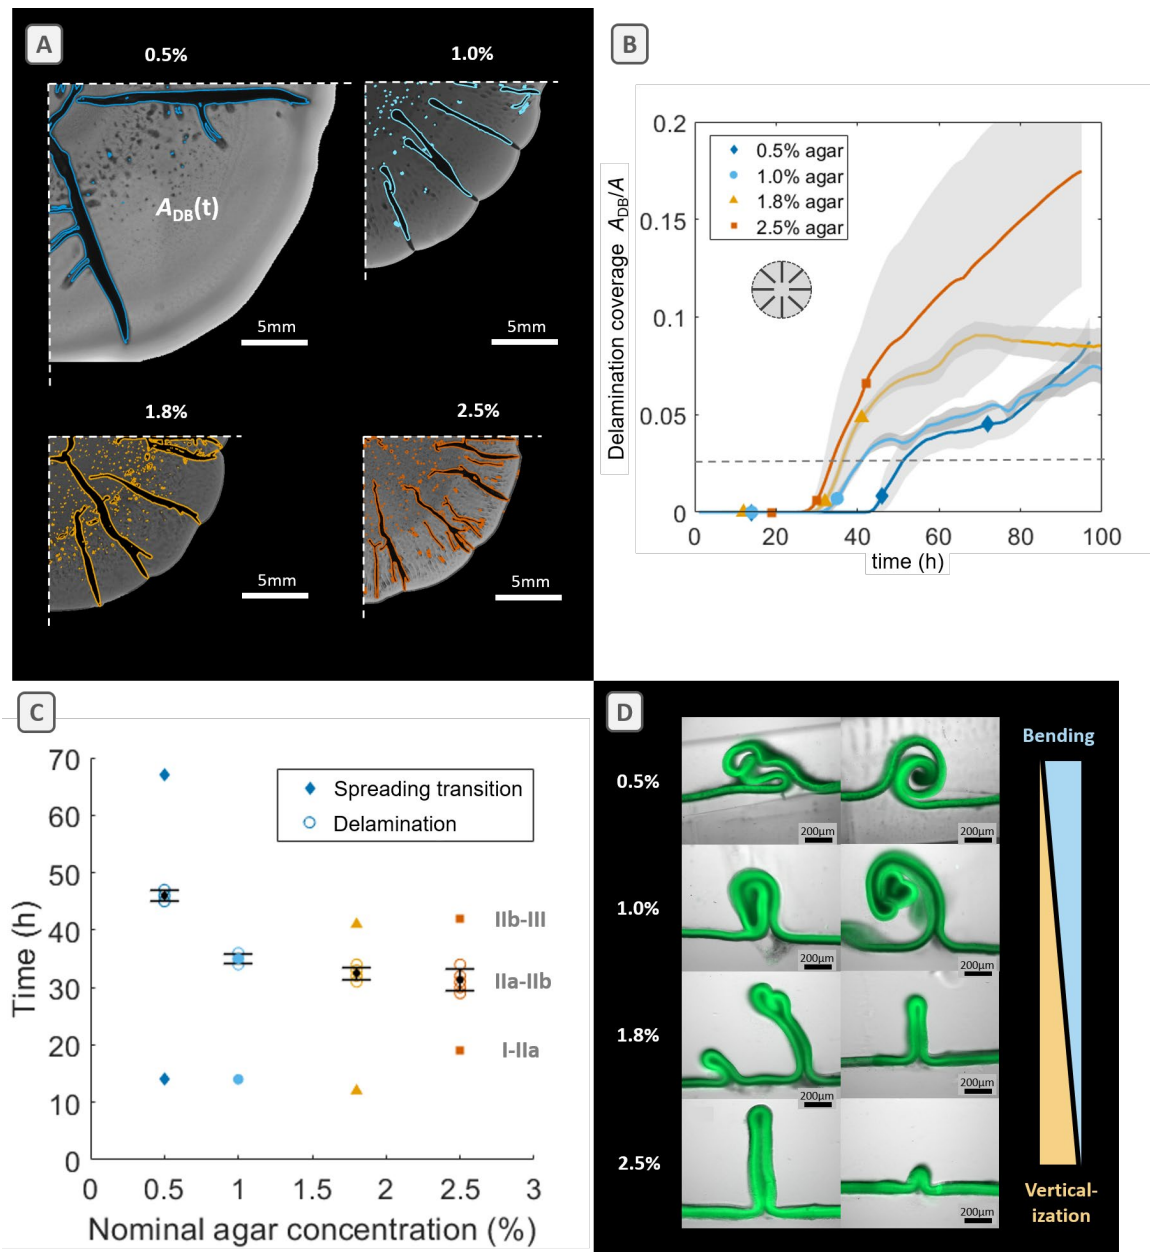 A
0.5%
1.0%
A_DB(t)
5mm
5mm
1.8%
2.5%
5mm
5mm
B
Delamination coverage A_DB/A
0.2
0.15
0.1
0.05
0
0.5% agar
1.0% agar
1.8% agar
2.5% agar
0 20 40 60 80 100
time (h)
C
Time (h)
70
60
50
40
30
20
10
0
Spreading transition
Delamination
IIb-III
IIa-IIb
I-IIa
0 0.5 1 1.5 2 2.5 3
Nominal agar concentration (%)
D
Bending
0.5%
200µm
200µm
1.0%
200µm
200µm
1.8%
200µm
200µm
2.5%
200µm
200µm
Vertical-
ization